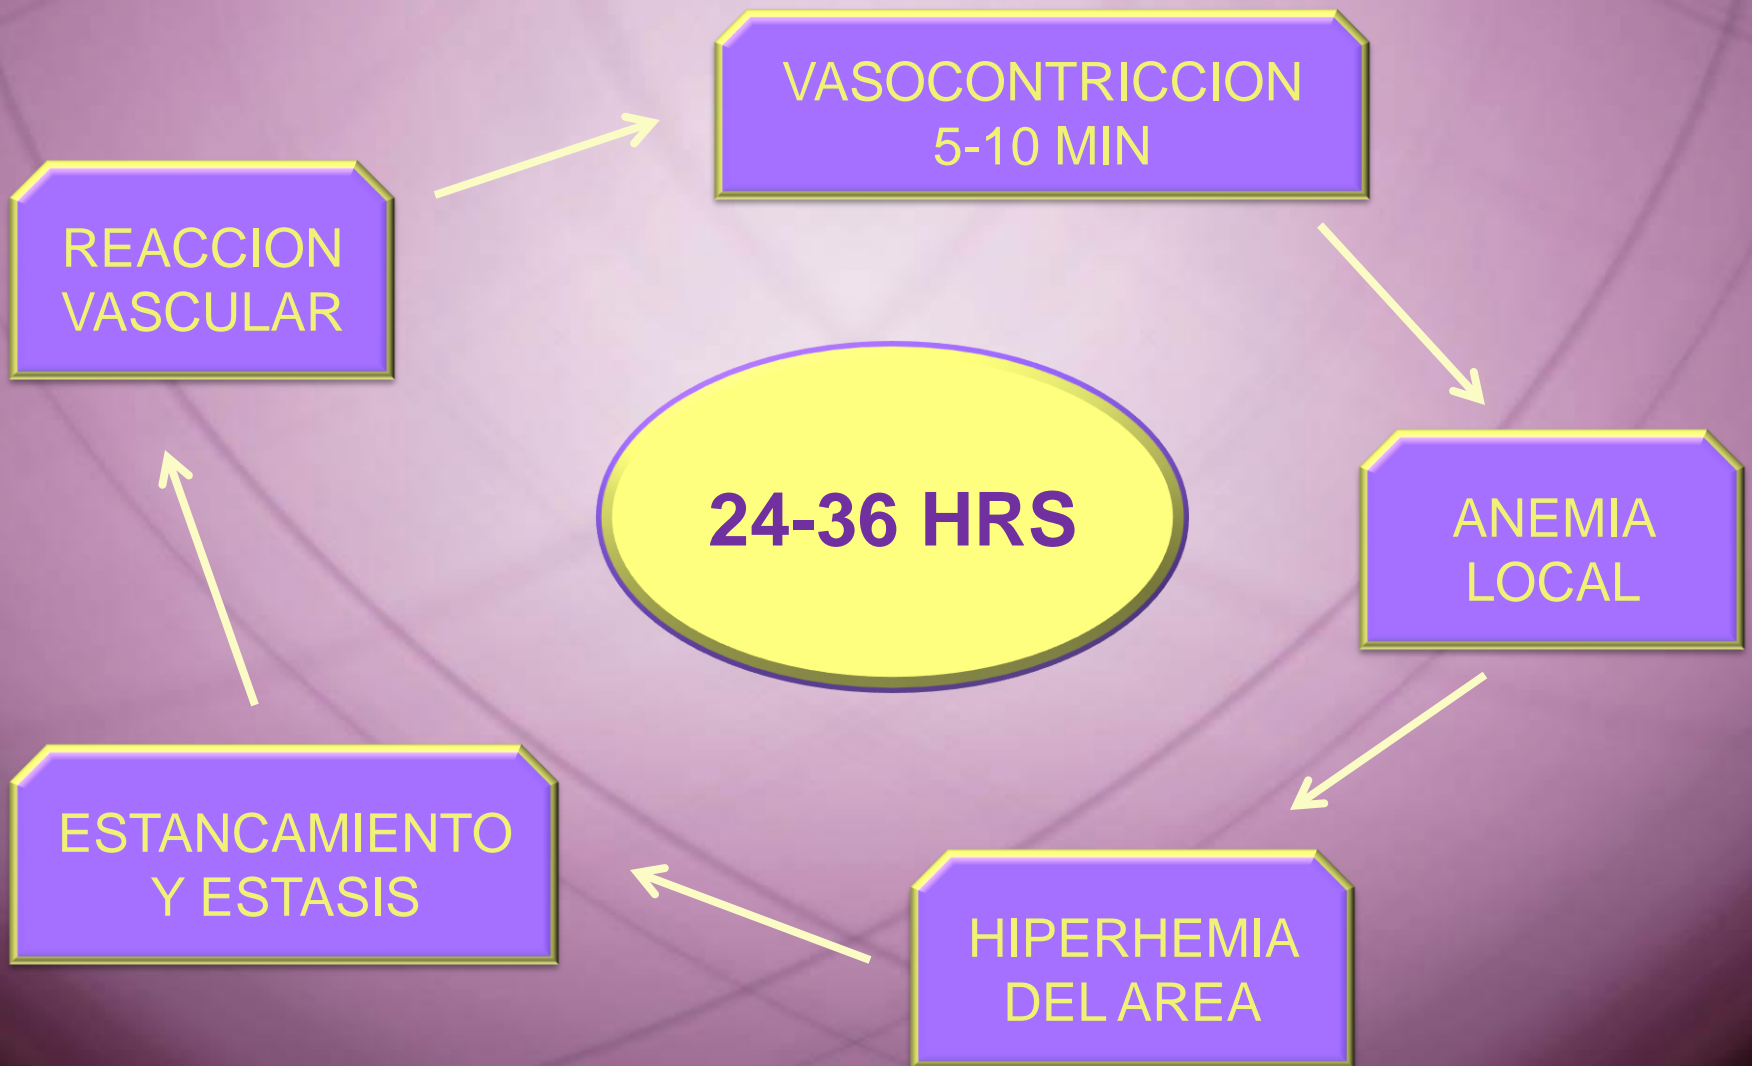 VASOCONTRICCION
5-10 MIN
REACCION
VASCULAR
24-36 HRS
ANEMIA
LOCAL
ESTANCAMIENTO
Y ESTASIS
HIPERHEMIA
DEL AREA